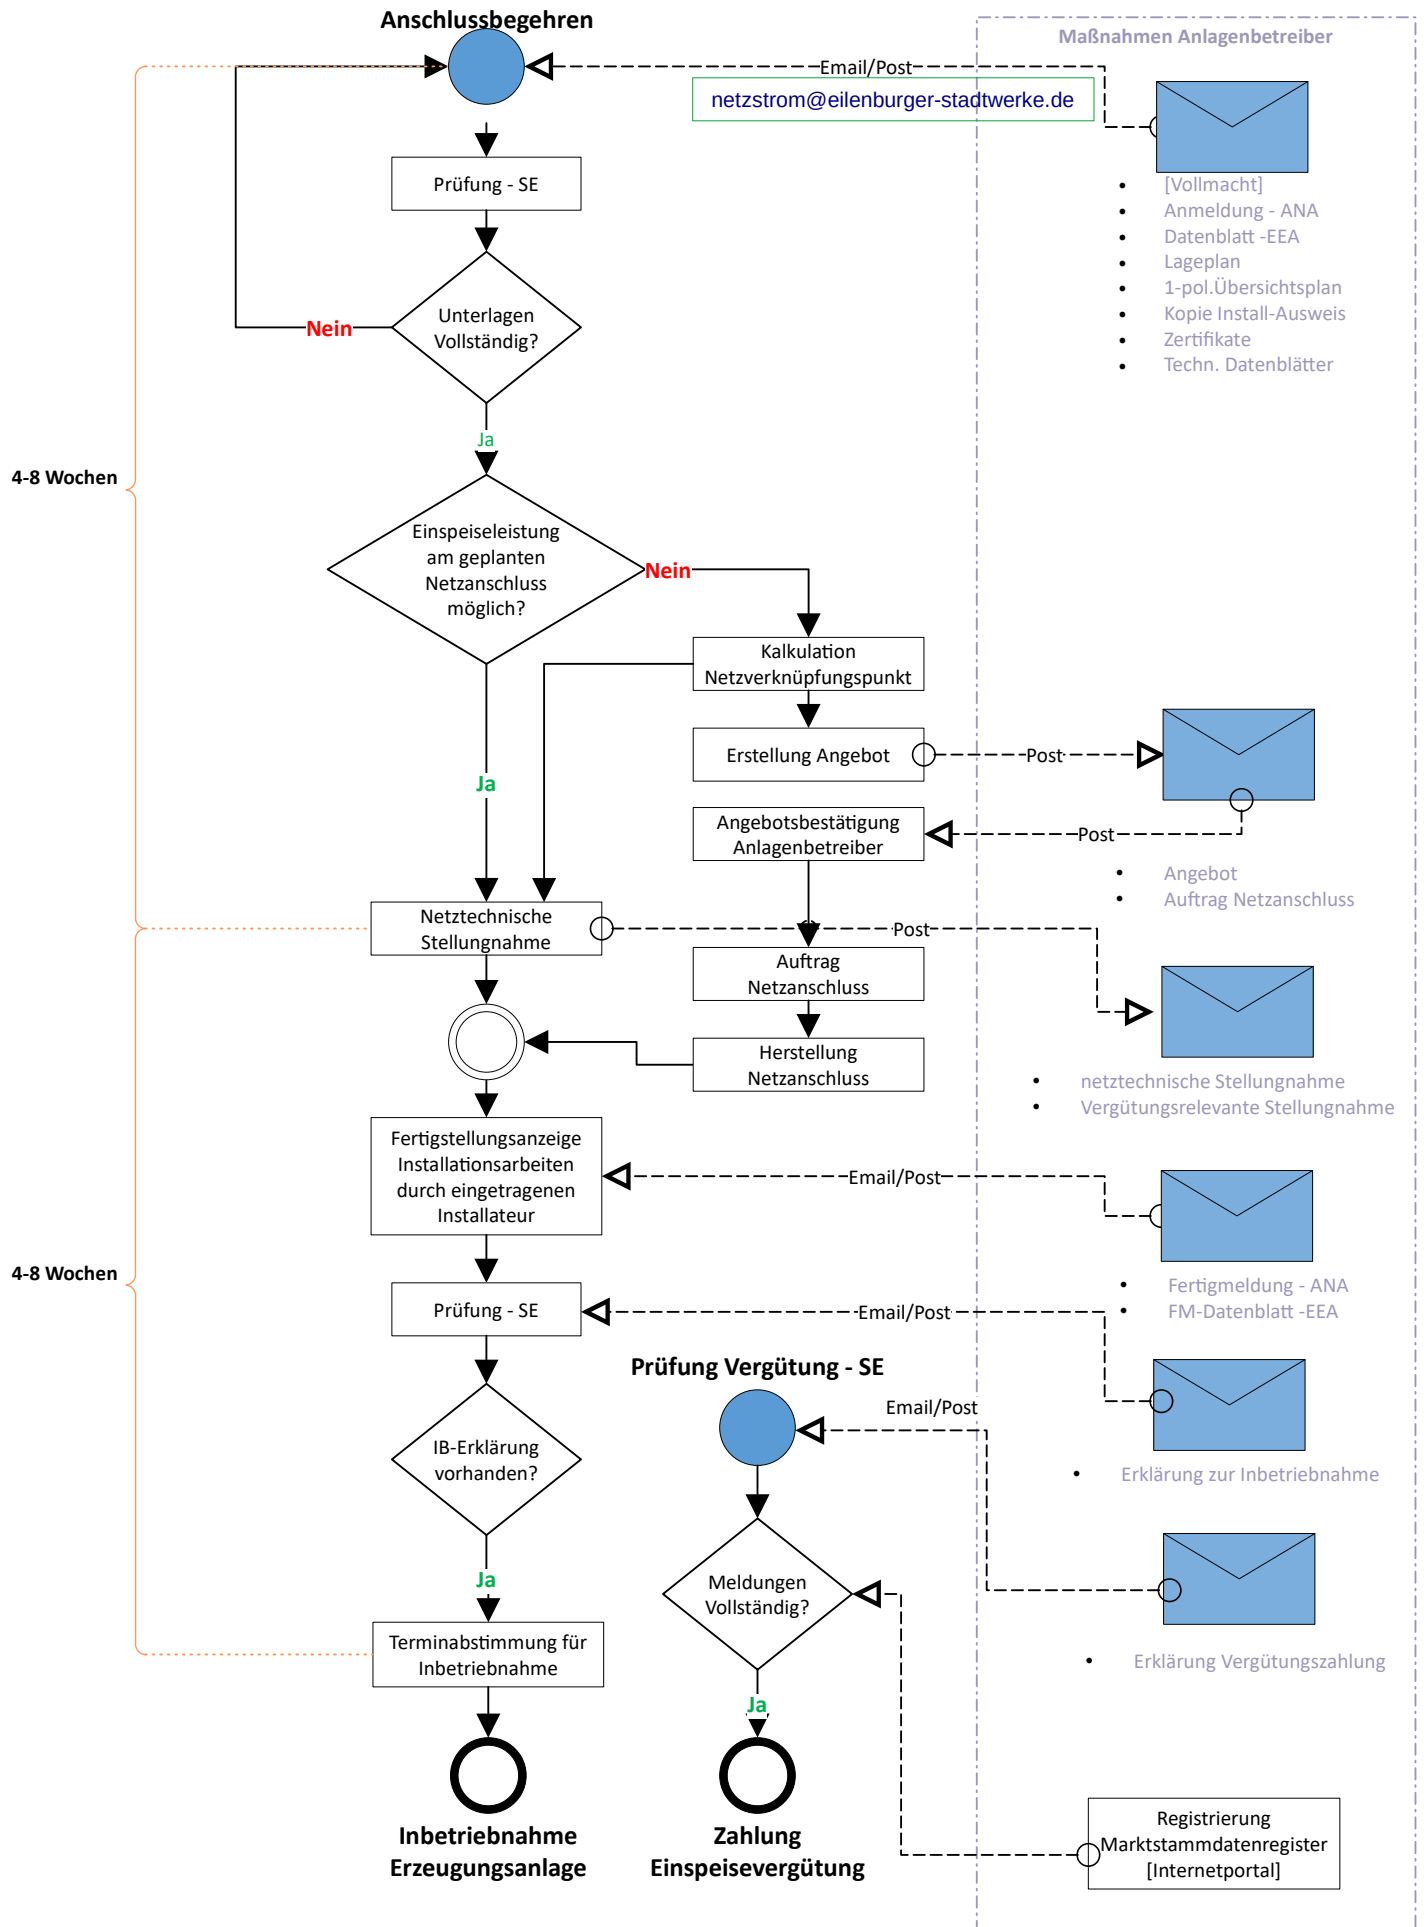 Anschlussbegehren
Maßnahmen Anlagenbetreiber
Email/Post
netzstrom@eilenburger-stadtwerke.de
Prüfung - SE
[Vollmacht]
Anmeldung - ANA
Datenblatt -EEA
Lageplan
1-pol.Übersichtsplan
Kopie Install-Ausweis
Zertifikate
Techn. Datenblätter
Unterlagen
Vollständig?
Nein
Ja
4-8 Wochen
Einspeiseleistung
am geplanten
Netzanschluss
möglich?
Nein
Kalkulation
Netzverknüpfungspunkt
Erstellung Angebot
Post
Ja
Angebotsbestätigung
Anlagenbetreiber
Post
Angebot
Auftrag Netzanschluss
Netztechnische
Stellungnahme
Post
Auftrag
Netzanschluss
Herstellung
Netzanschluss
netztechnische Stellungnahme
Vergütungsrelevante Stellungnahme
Fertigstellungsanzeige
Installationsarbeiten
durch eingetragenen
Installateur
Email/Post
4-8 Wochen
Fertigmeldung - ANA
FM-Datenblatt -EEA
Prüfung - SE
Email/Post
Prüfung Vergütung - SE
Email/Post
IB-Erklärung
vorhanden?
Erklärung zur Inbetriebnahme
Ja
Meldungen
Vollständig?
Terminabstimmung für
Inbetriebnahme
Erklärung Vergütungszahlung
Ja
Inbetriebnahme
Erzeugungsanlage
Zahlung
Einspeisevergütung
Registrierung
Marktstammdatenregister
[Internetportal]